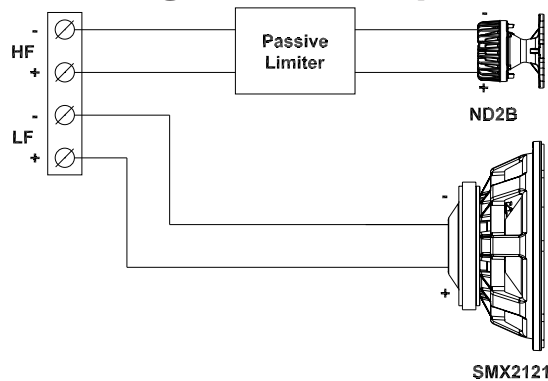 -
HF
+
-
LF
+
Passive
Limiter
-
+
ND2B
-
+
SMX2121